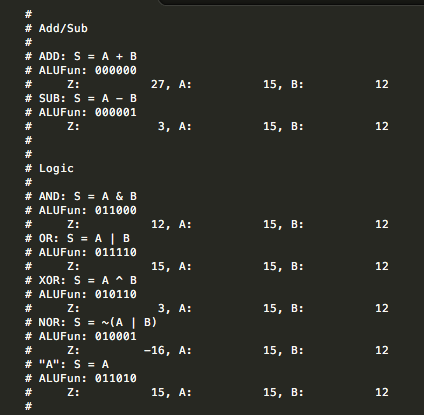 #
# Add/Sub
#
# ADD: S = A + B
# ALUFun: 000000
#     Z:          27, A:          15, B:          12
# SUB: S = A - B
# ALUFun: 000001
#     Z:           3, A:          15, B:          12
#
#
# Logic
#
# AND: S = A & B
# ALUFun: 011000
#     Z:          12, A:          15, B:          12
# OR: S = A | B
# ALUFun: 011110
#     Z:          15, A:          15, B:          12
# XOR: S = A ^ B
# ALUFun: 010110
#     Z:           3, A:          15, B:          12
# NOR: S = ~(A | B)
# ALUFun: 010001
#     Z:         -16, A:          15, B:          12
# "A": S = A
# ALUFun: 011010
#     Z:          15, A:          15, B:          12
#